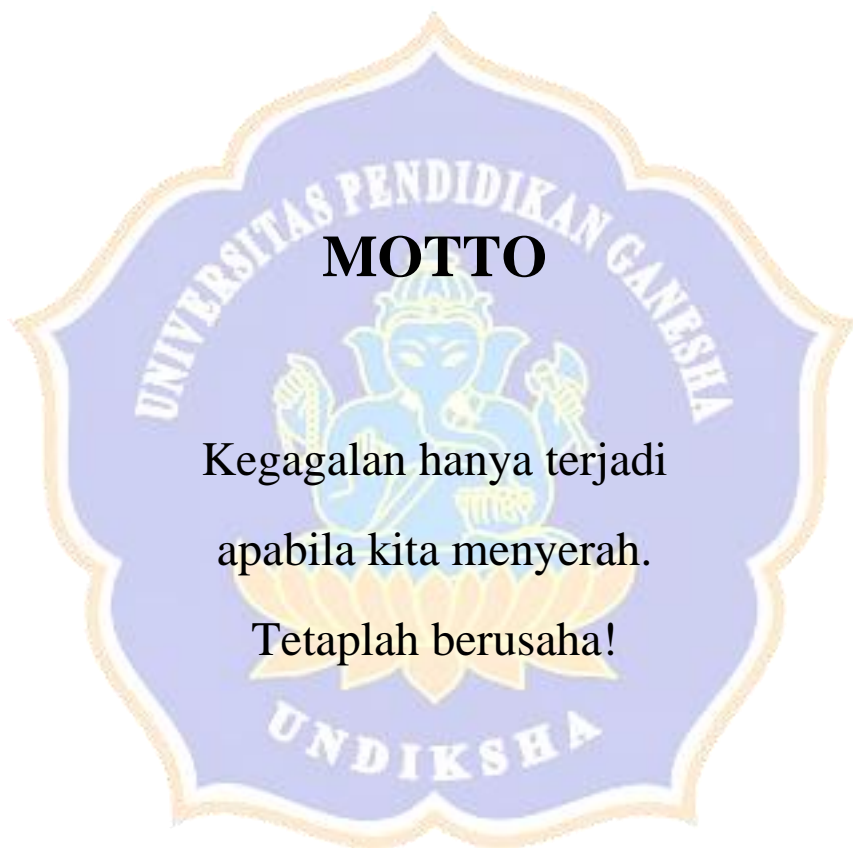 UNIVERSITAS PENDIDIKAN GANESHA
MOTTO
Kegagalan hanya terjadi
apabila kita menyerah.
Tetaplah berusaha!
UNDIKSHA